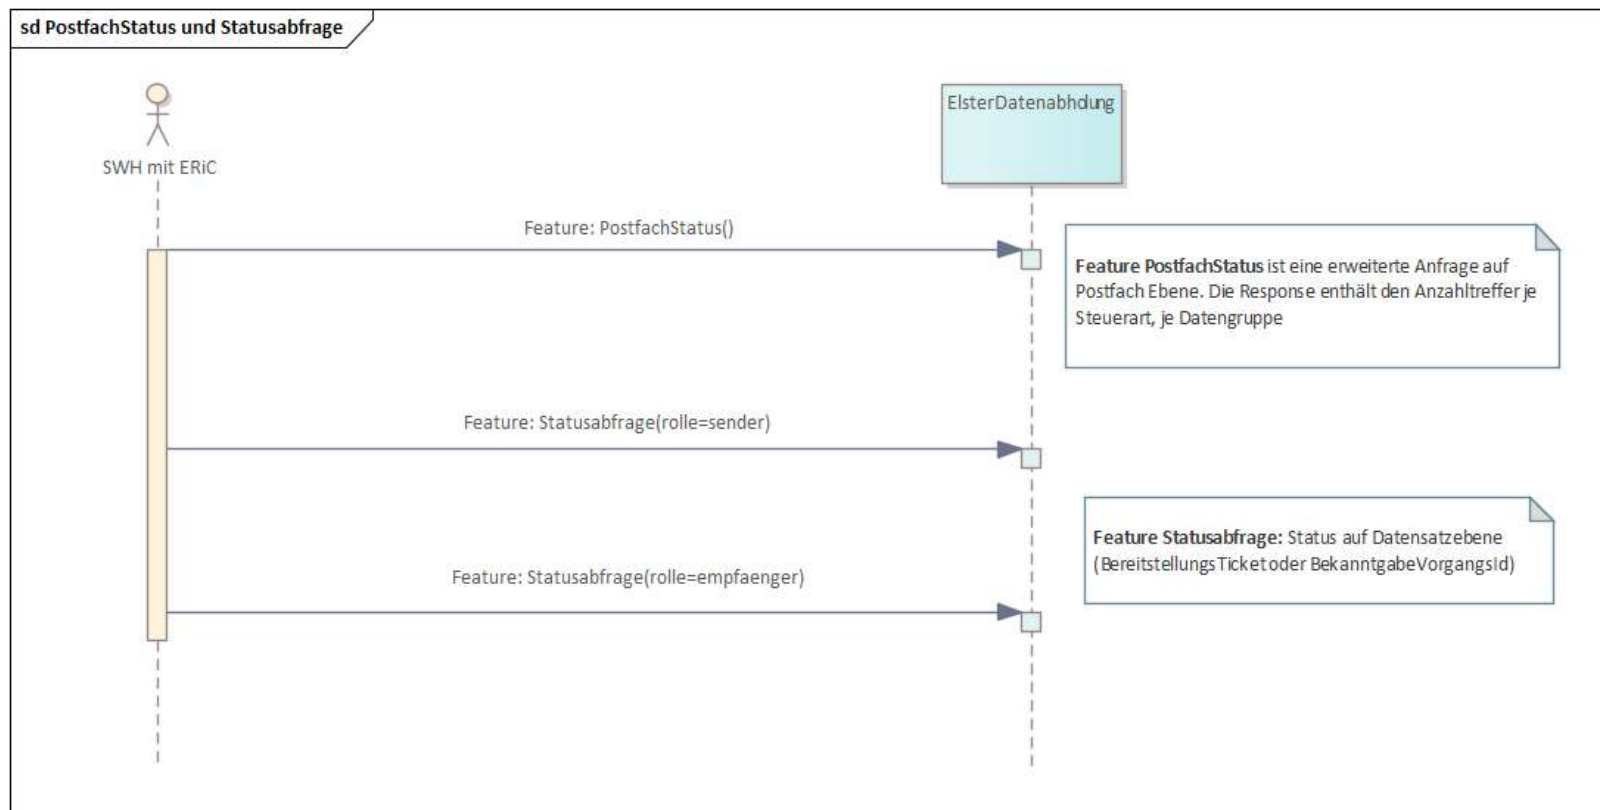 sd PostfachStatus und Statusabfrage
ElsterDatenabholung
SWH mit ERiC
Feature: PostfachStatus()
Feature PostfachStatus ist eine erweiterte Anfrage auf
Postfach Ebene. Die Response enthält den Anzahltreffer je
Steuerart, je Datengruppe
Feature: Statusabfrage(rolle=sender)
Feature Statusabfrage: Status auf Datensatzebene
(BereitstellungsTicket oder BekanntgabeVorgangsId)
Feature: Statusabfrage(rolle=empfaenger)